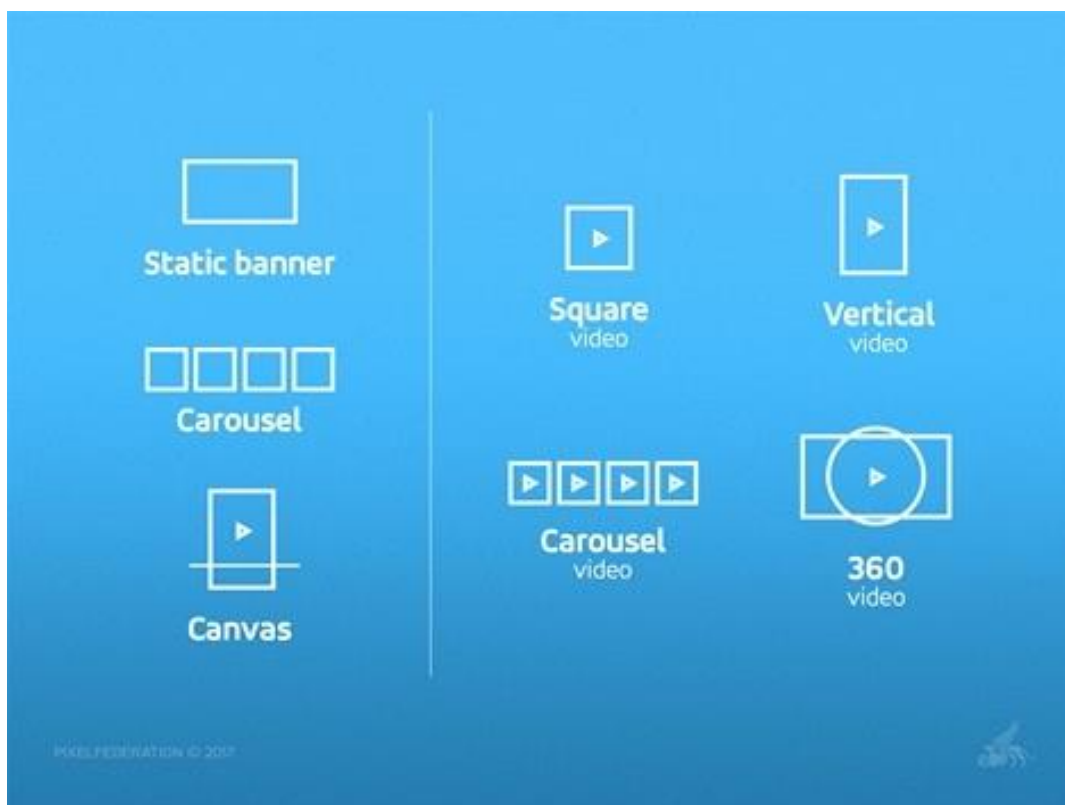 Static banner
Carousel
Canvas
Square
video
Vertical
video
Carousel
video
360
video
PIXELFEDERATION © 2017